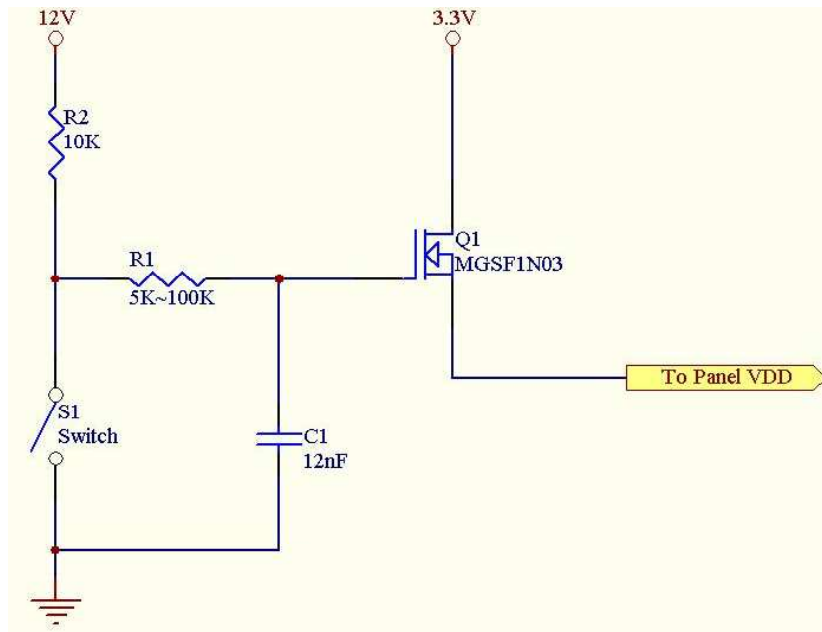 12V
3.3V
R2
10K
R1
5K~100K
Q1
MGSF1N03
To Panel VDD
S1
Switch
C1
12nF